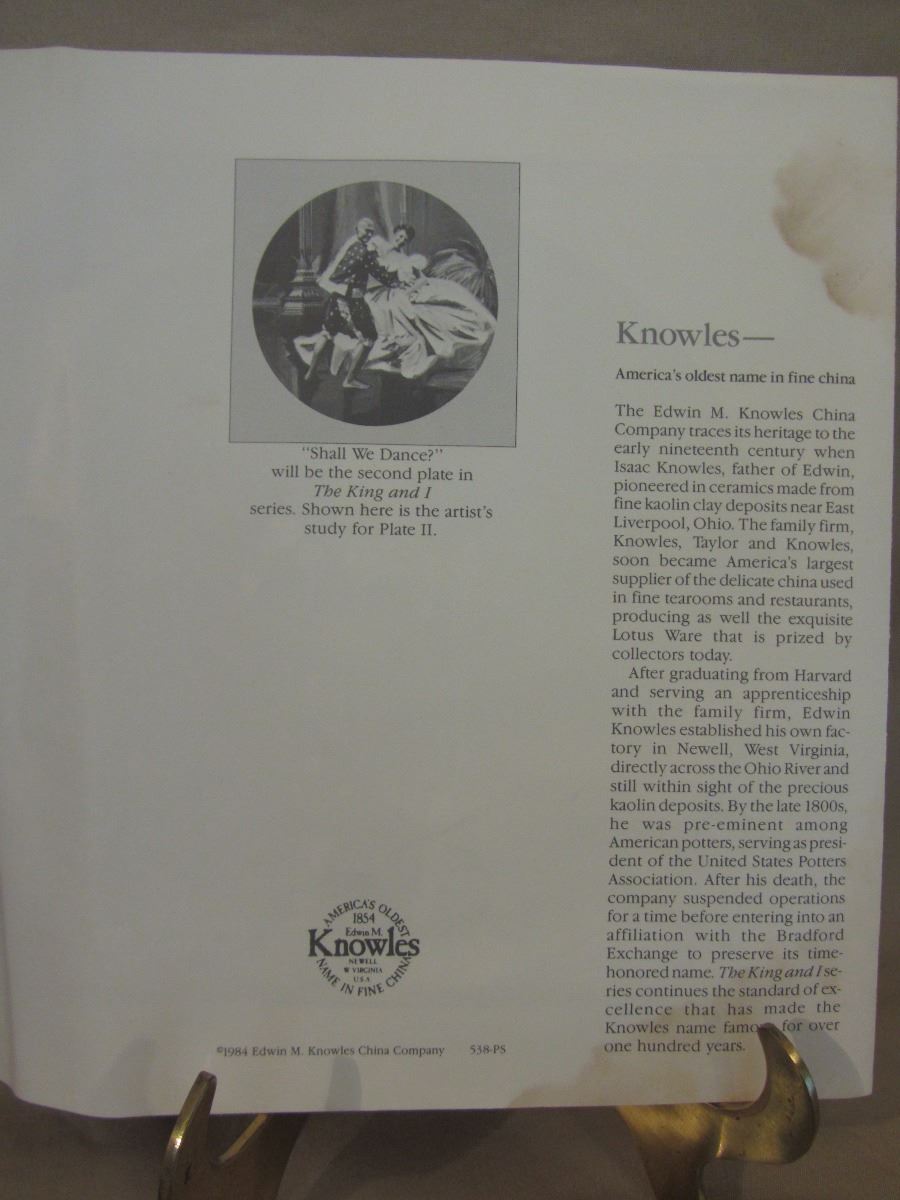 "Shall We Dance?"
will be the second plate in
The King and I
series. Shown here is the artist's
study for Plate II.
AMERICA'S OLDEST
1854
Edwin M.
Knowles
NEWELL
W VIRGINIA
U.S.A
NAME IN FINE CHINA
©1984 Edwin M. Knowles China Company 538-PS
Knowles—
America's oldest name in fine china
The Edwin M. Knowles China
Company traces its heritage to the
early nineteenth century when
Isaac Knowles, father of Edwin,
pioneered in ceramics made from
fine kaolin clay deposits near East
Liverpool, Ohio. The family firm,
Knowles, Taylor and Knowles,
soon became America's largest
supplier of the delicate china used
in fine tearooms and restaurants,
producing as well the exquisite
Lotus Ware that is prized by
collectors today.
After graduating from Harvard
and serving an apprenticeship
with the family firm, Edwin
Knowles established his own fac-
tory in Newell, West Virginia,
directly across the Ohio River and
still within sight of the precious
kaolin deposits. By the late 1800s,
he was pre-eminent among
American potters, serving as presi-
dent of the United States Potters
Association. After his death, the
company suspended operations
for a time before entering into an
affiliation with the Bradford
Exchange to preserve its time-
honored name. The King and I se-
ries continues the standard of ex-
cellence that has made the
Knowles name famous for over
one hundred years.